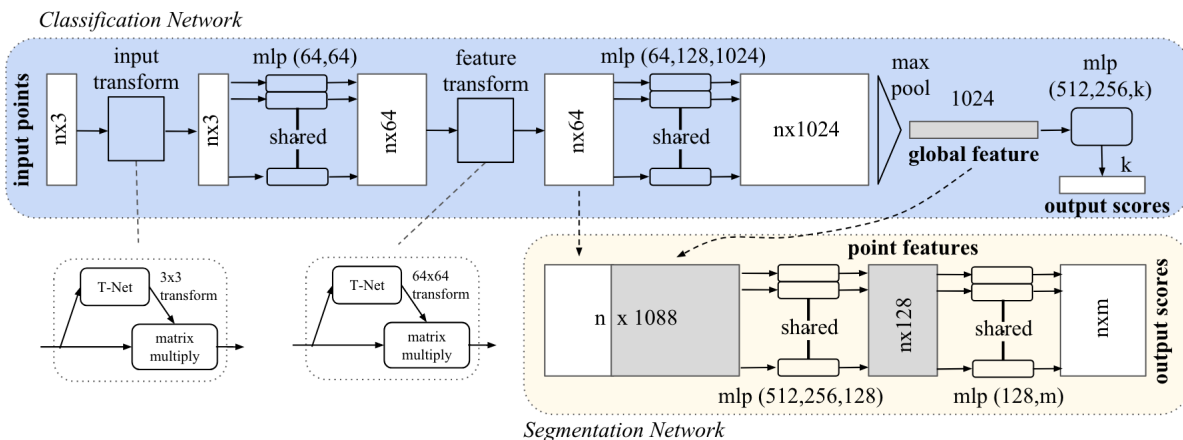 Classification Network
input points
nx3
input
transform
nx3
mlp (64,64)
shared
nx64
feature
transform
nx64
mlp (64,128,1024)
shared
nx1024
max
pool
1024
global feature
mlp
(512,256,k)
k
output scores
T-Net
3x3
transform
matrix
multiply
T-Net
64x64
transform
matrix
multiply
point features
n x 1088
shared
mlp (512,256,128)
nx128
shared
mlp (128,m)
nxm
output scores
Segmentation Network